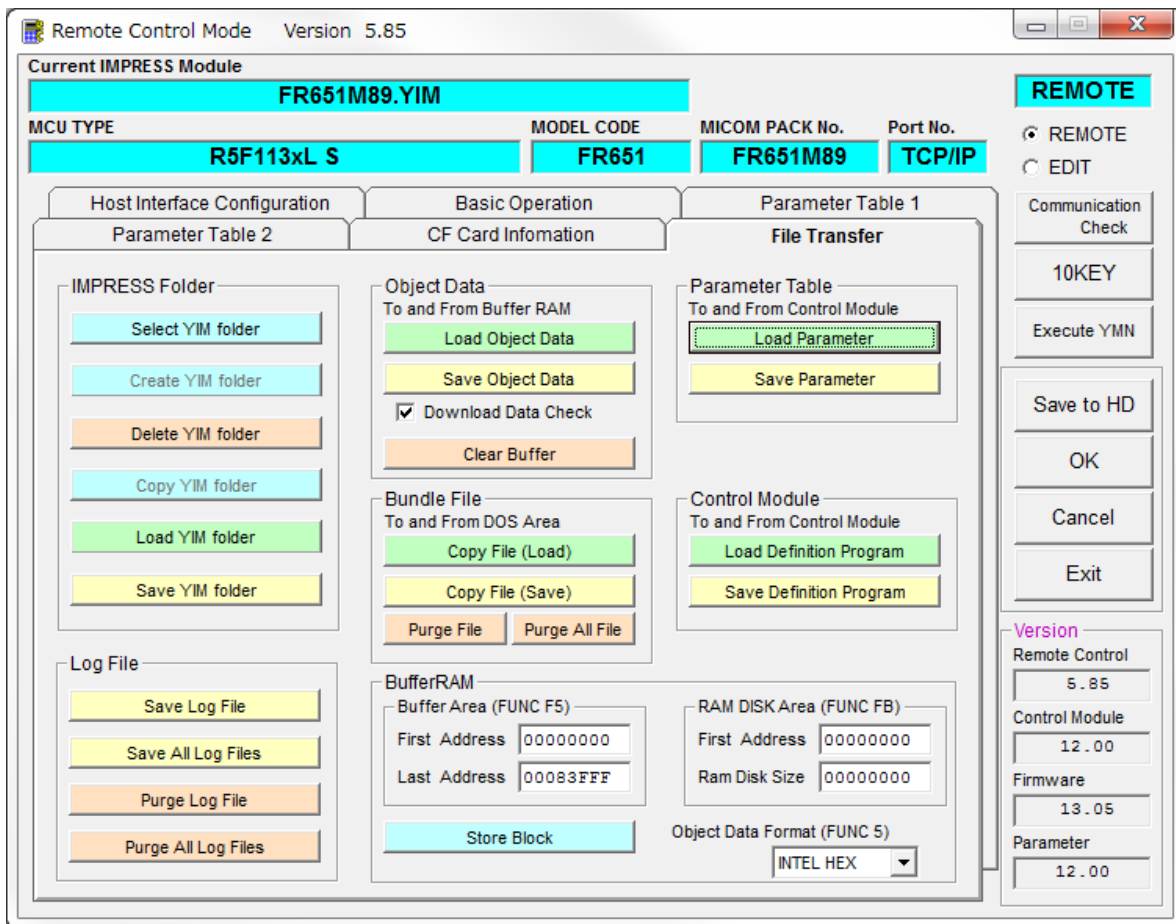 Remote Control Mode Version 5.85
Current IMPRESS Module
FR651M89.YIM
MCU TYPE
R5F113xL S
MODEL CODE
FR651
MICOM PACK No.
FR651M89
Port No.
TCP/IP
REMOTE
REMOTE
EDIT
Host Interface Configuration
Basic Operation
Parameter Table 1
Parameter Table 2
CF Card Infomation
File Transfer
IMPRESS Folder
Select YIM folder
Create YIM folder
Delete YIM folder
Copy YIM folder
Load YIM folder
Save YIM folder
Log File
Save Log File
Save All Log Files
Purge Log File
Purge All Log Files
Object Data
To and From Buffer RAM
Load Object Data
Save Object Data
Download Data Check
Clear Buffer
Bundle File
To and From DOS Area
Copy File (Load)
Copy File (Save)
Purge File
Purge All File
Parameter Table
To and From Control Module
Load Parameter
Save Parameter
Control Module
To and From Control Module
Load Definition Program
Save Definition Program
BufferRAM
Buffer Area (FUNC F5)
First Address 00000000
Last Address 00083FFF
RAM DISK Area (FUNC FB)
First Address 00000000
Ram Disk Size 00000000
Store Block
Object Data Format (FUNC 5)
INTEL HEX
Communication
Check
10KEY
Execute YMN
Save to HD
OK
Cancel
Exit
Version
Remote Control
5.85
Control Module
12.00
Firmware
13.05
Parameter
12.00